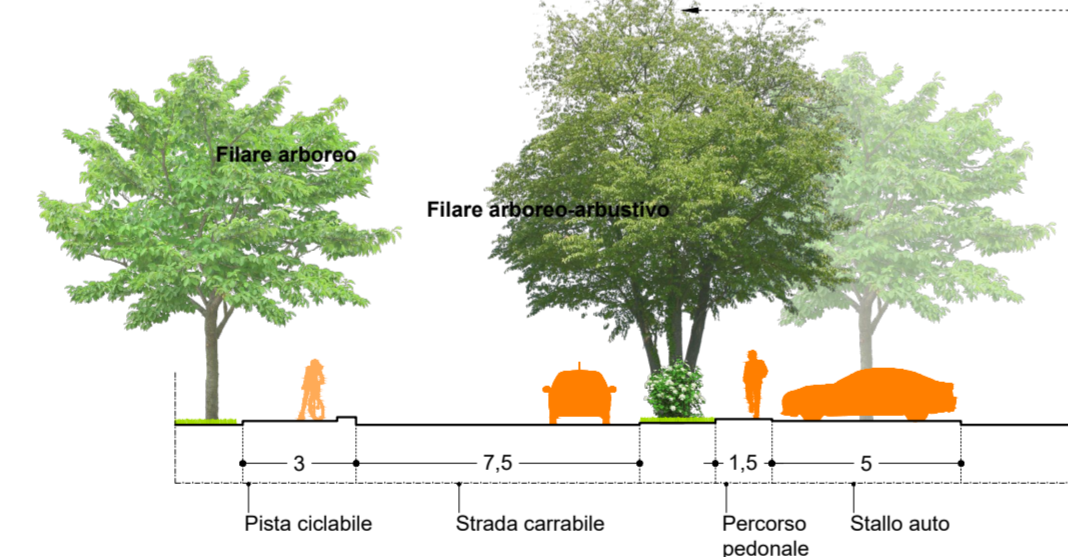 Filare arboreo
Filare arboreo-arbustivo
3
7,5
1,5
5
Pista ciclabile
Strada carrabile
Percorso
pedonale
Stallo auto